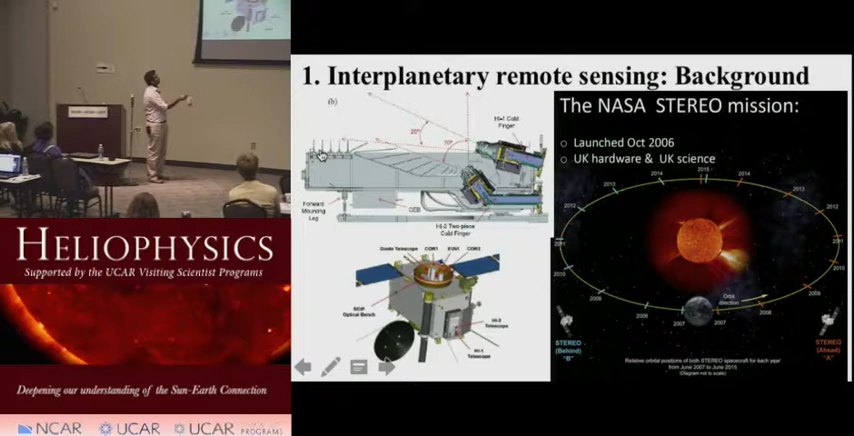 1. Interplanetary remote sensing: Background
(b)
HI-1 Cold
Finger
20°
10°
Forward
Mounting
Leg
CEB
HI-2 Two piece
Cold Finger
Guide Telescope COR1 EUVI COR2
SCIP
Optical Bench
HI-2
Telescope
HI-1
Telescope
The NASA STEREO mission:
o Launched Oct 2006
o UK hardware & UK science
2015
2014 2014
2013 2013
2012 2012
2011
2010 2010
2009 2009
2008 2008
2007 2007
Orbit
direction
STEREO
(Behind)
"B"
STEREO
(Ahead)
"A"
Relative orbital positions of both STEREO spacecraft for each year
from June 2007 to June 2015
(Diagram not to scale)
HELIOPHYSICS
Supported by the UCAR Visiting Scientist Programs
Deepening our understanding of the Sun-Earth Connection
NCAR UCAR UCAR PROGRAMS